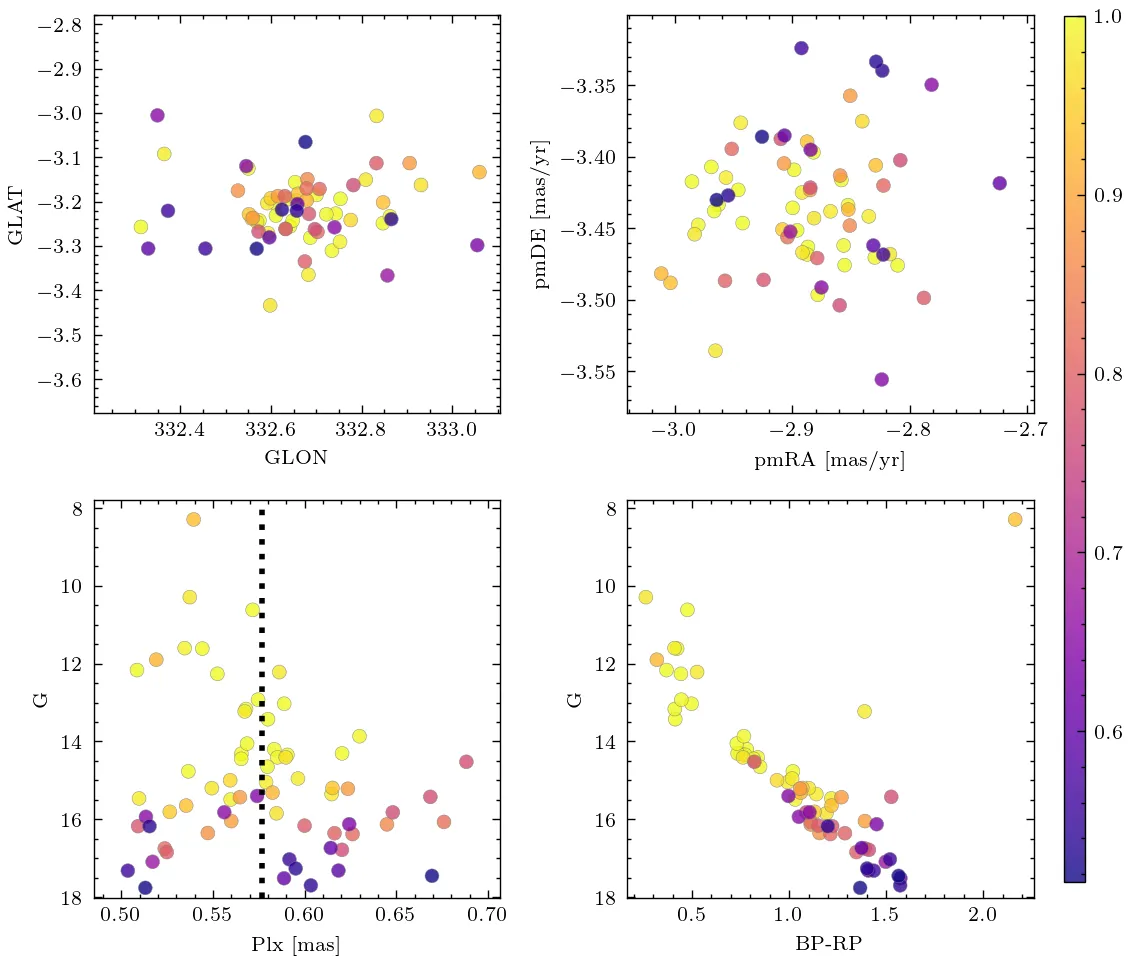 −2.8
−2.9
−3.0
−3.1
−3.2
−3.3
−3.4
−3.5
−3.6
GLAT
332.4 332.6 332.8 333.0
GLON
−3.35
−3.40
−3.45
−3.50
−3.55
pmDE [mas/yr]
−3.0 −2.9 −2.8 −2.7
pmRA [mas/yr]
8
10
12
14
16
18
G
0.50 0.55 0.60 0.65 0.70
Plx [mas]
8
10
12
14
16
18
G
0.5 1.0 1.5 2.0
BP-RP
1.0
0.9
0.8
0.7
0.6